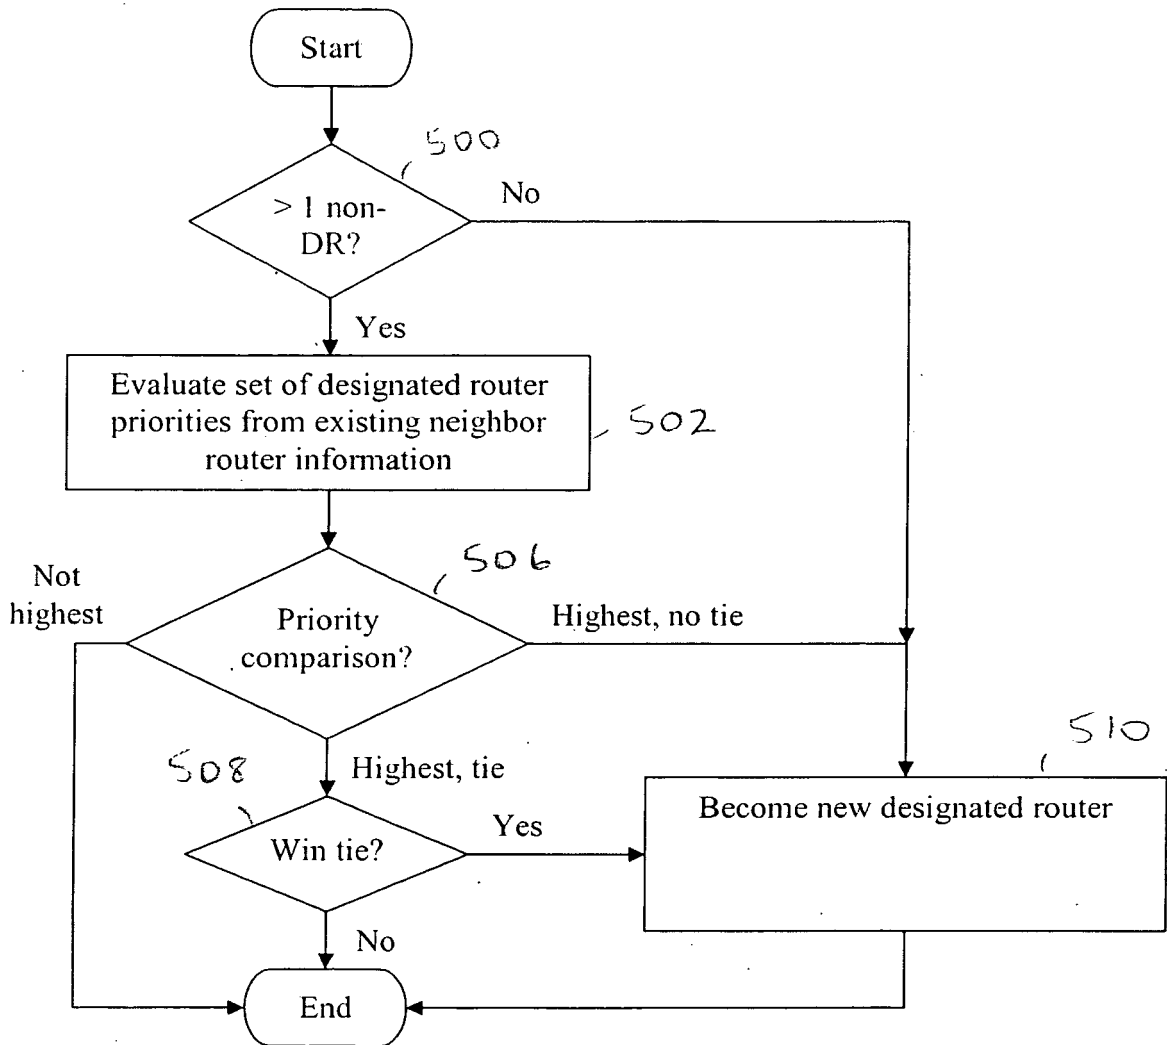 Start
500
> 1 non-
DR?
No
Yes
Evaluate set of designated router
priorities from existing neighbor
router information
502
506
Not
highest
Priority
comparison?
Highest, no tie
510
508
Highest, tie
Become new designated router
Win tie?
Yes
No
End